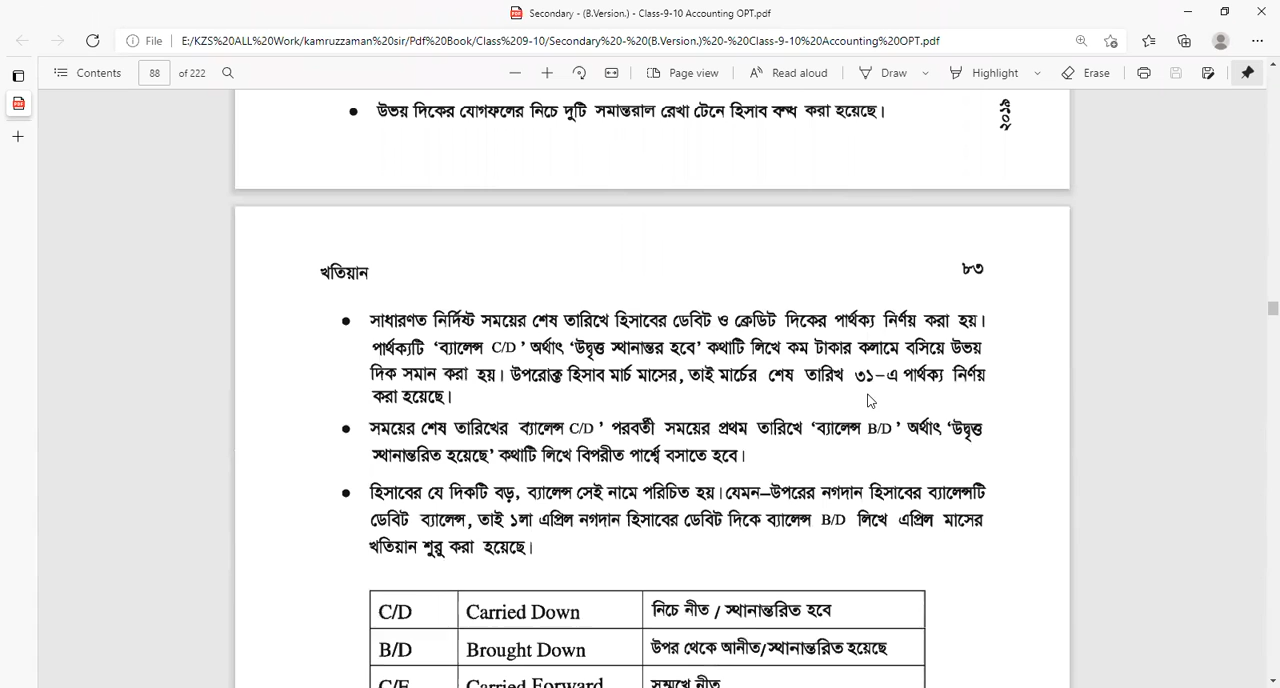 Secondary - (B.Version.) - Class-9-10 Accounting OPT.pdf
File E:/KZS%20ALL%20Work/kamruzzaman%20sir/Pdf%20Book/Class%209-10/Secondary%20-%20(B.Version.)%20-%20Class-9-10%20Accounting%20OPT.pdf
Contents 88 of 222 Page view Read aloud Draw Highlight Erase
উভয় দিকের যোগফলের নিচে দুটি সমান্তরাল রেখা টেনে হিসাব বন্ধ করা হয়েছে।
২০১৯
খতিয়ান ৮৩
সাধারণত নির্দিষ্ট সময়ের শেষ তারিখে হিসাবের ডেবিট ও ক্রেডিট দিকের পার্থক্য নির্ণয় করা হয়।
পার্থক্যটি ‘ব্যালেন্স C/D’ অর্থাৎ ‘উদ্বৃত্ত স্থানান্তর হবে’ কথাটি লিখে কম টাকার কলামে বসিয়ে উভয়
দিক সমান করা হয়। উপরোক্ত হিসাব মার্চ মাসের, তাই মার্চের শেষ তারিখ ৩১–এ পার্থক্য নির্ণয়
করা হয়েছে।
সময়ের শেষ তারিখের ব্যালেন্স C/D’ পরবর্তী সময়ের প্রথম তারিখে ‘ব্যালেন্স B/D’ অর্থাৎ ‘উদ্বৃত্ত
স্থানান্তরিত হয়েছে’ কথাটি লিখে বিপরীত পার্শ্বে বসাতে হবে।
হিসাবের যে দিকটি বড়, ব্যালেন্স সেই নামে পরিচিত হয়। যেমন–উপরের নগদান হিসাবের ব্যালেন্সটি
ডেবিট ব্যালেন্স, তাই ১লা এপ্রিল নগদান হিসাবের ডেবিট দিকে ব্যালেন্স B/D লিখে এপ্রিল মাসের
খতিয়ান শুরু করা হয়েছে।
C/D Carried Down নিচে নীত / স্থানান্তরিত হবে
B/D Brought Down উপর থেকে আনীত/স্থানান্তরিত হয়েছে
C/F Carried Forward সম্মুখে নীত